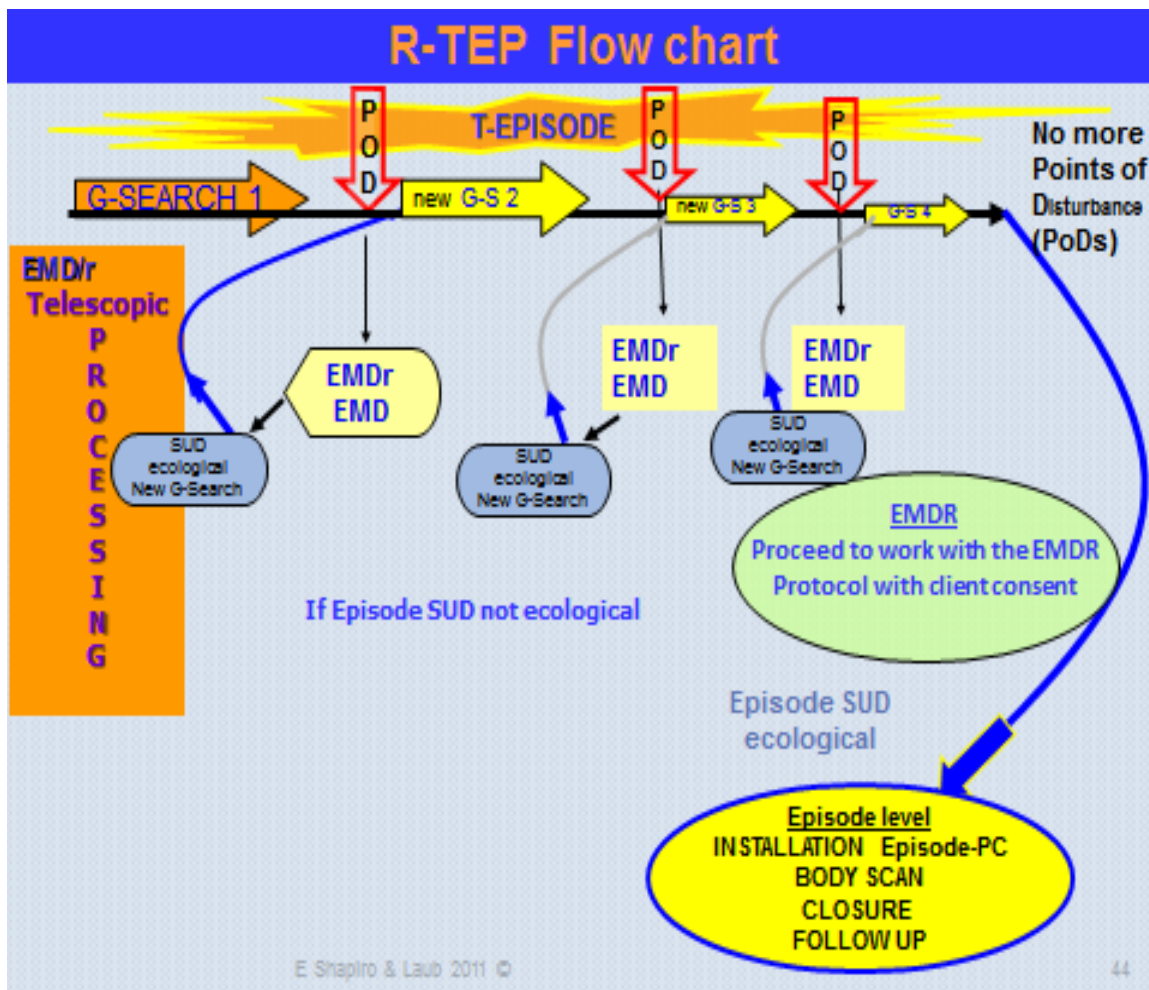 R-TEP Flow chart
T-EPISODE
P
O
D
P
O
D
P
O
D
No more
Points of
Disturbance
(PoDs)
G-SEARCH 1
new G-S 2
new G-S 3
G-S 4
EMD/r
Telescopic
P
R
O
C
E
S
S
I
N
G
EMDr
EMD
EMDr
EMD
EMDr
EMD
SUD
ecological
New G-Search
SUD
ecological
New G-Search
SUD
ecological
New G-Search
EMDR
Proceed to work with the EMDR
Protocol with client consent
If Episode SUD not ecological
Episode SUD
ecological
Episode level
INSTALLATION Episode-PC
BODY SCAN
CLOSURE
FOLLOW UP
E Shapiro & Laub 2011 ©
44